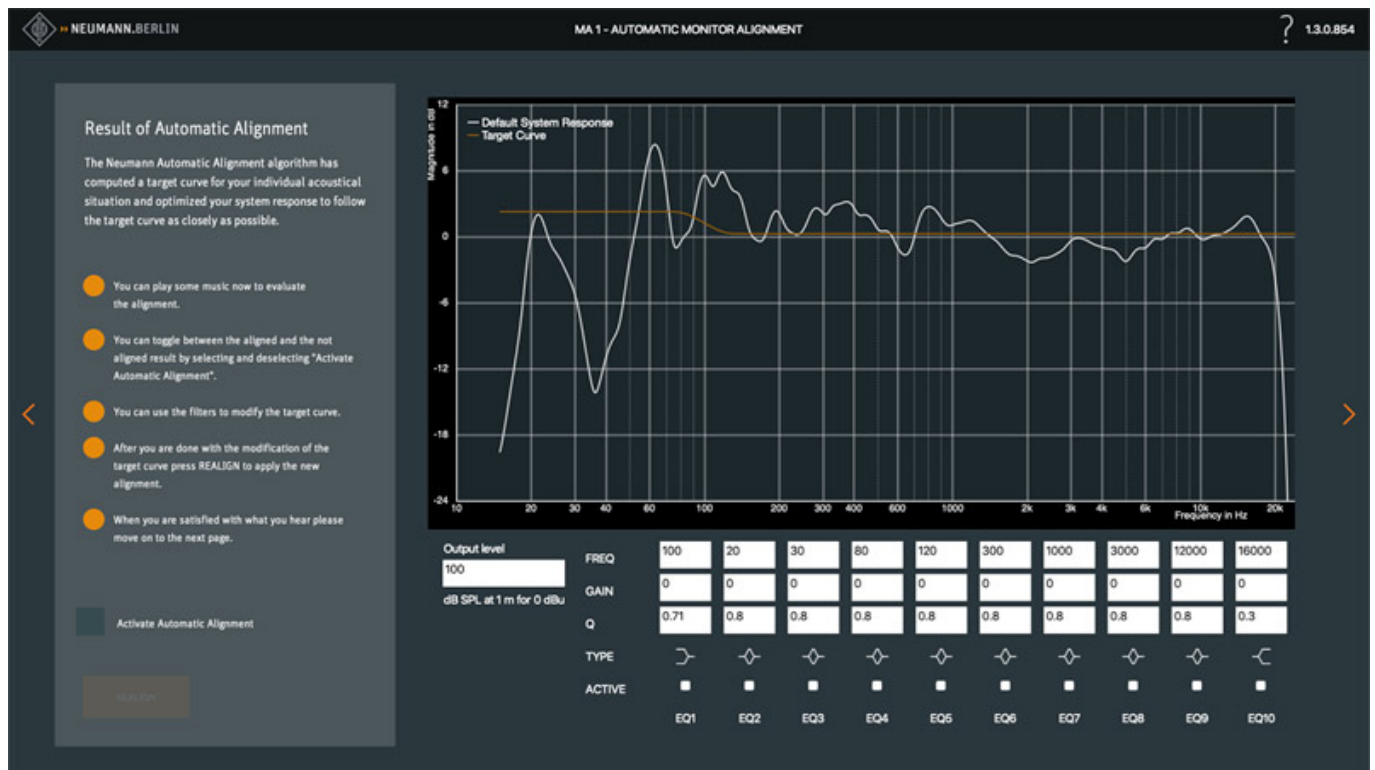 NEUMANN.BERLIN
MA 1 - AUTOMATIC MONITOR ALIGNMENT
? 1.3.0.854
Result of Automatic Alignment
The Neumann Automatic Alignment algorithm has
computed a target curve for your individual acoustical
situation and optimized your system response to follow
the target curve as closely as possible.
You can play some music now to evaluate
the alignment.
You can toggle between the aligned and the not
aligned result by selecting and deselecting "Activate
Automatic Alignment".
You can use the filters to modify the target curve.
After you are done with the modification of the
target curve press REALIGN to apply the new
alignment.
When you are satisfied with what you hear please
move on to the next page.
Activate Automatic Alignment
REALIGN
Magnitude in dB
12
6
0
-6
-12
-18
-24
Default System Response
Target Curve
10 20 30 40 60 100 200 300 400 600 1000 2k 3k 4k 6k 10k 20k
Frequency in Hz
Output level
100
dB SPL at 1 m for 0 dBu
FREQ 100 20 30 80 120 300 1000 3000 12000 16000
GAIN 0 0 0 0 0 0 0 0 0 0
Q 0.71 0.8 0.8 0.8 0.8 0.8 0.8 0.8 0.8 0.3
TYPE
ACTIVE
EQ1 EQ2 EQ3 EQ4 EQ5 EQ6 EQ7 EQ8 EQ9 EQ10